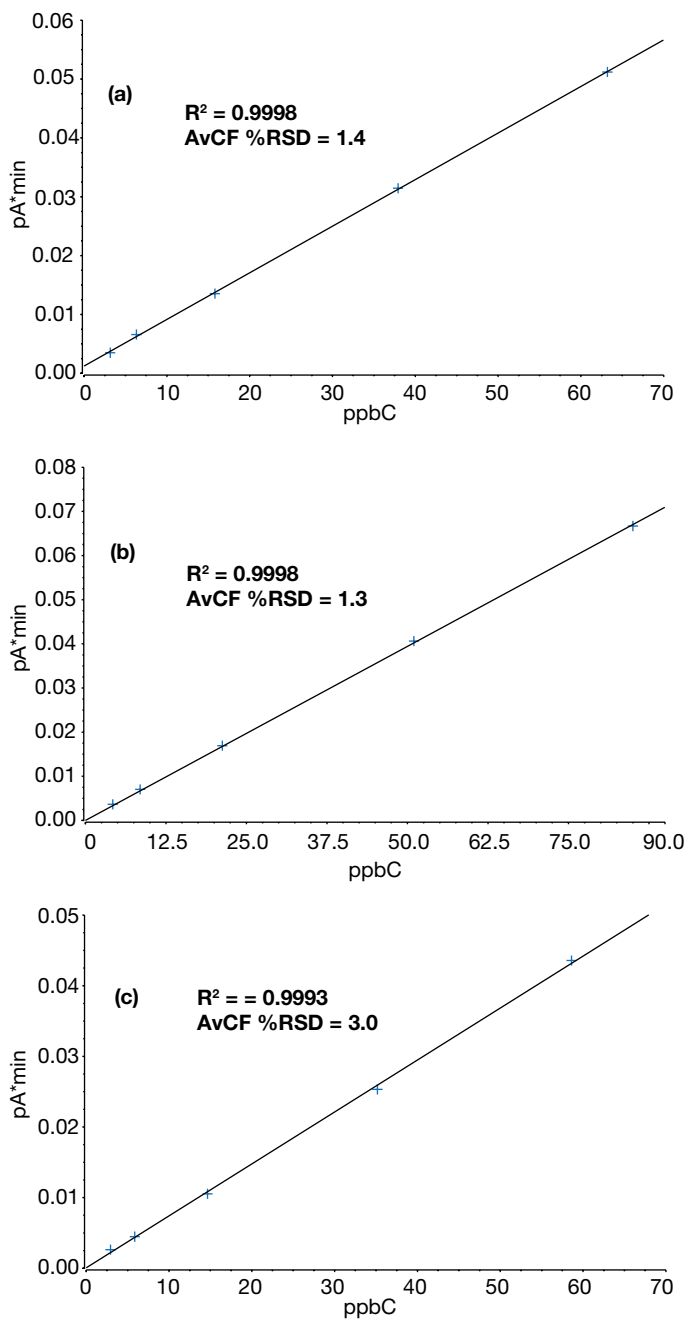 0.06
0.05
0.04
0.03
0.02
0.01
0.00
pA*min
(a)
R² = 0.9998
AvCF %RSD = 1.4
0 10 20 30 40 50 60 70
ppbC
0.08
0.07
0.06
0.05
0.04
0.03
0.02
0.01
0.00
pA*min
(b)
R² = 0.9998
AvCF %RSD = 1.3
0 12.5 25.0 37.5 50.0 62.5 75.0 90.0
ppbC
0.05
0.04
0.03
0.02
0.01
0.00
pA*min
(c)
R² = = 0.9993
AvCF %RSD = 3.0
0 10 20 30 40 50 60 70
ppbC